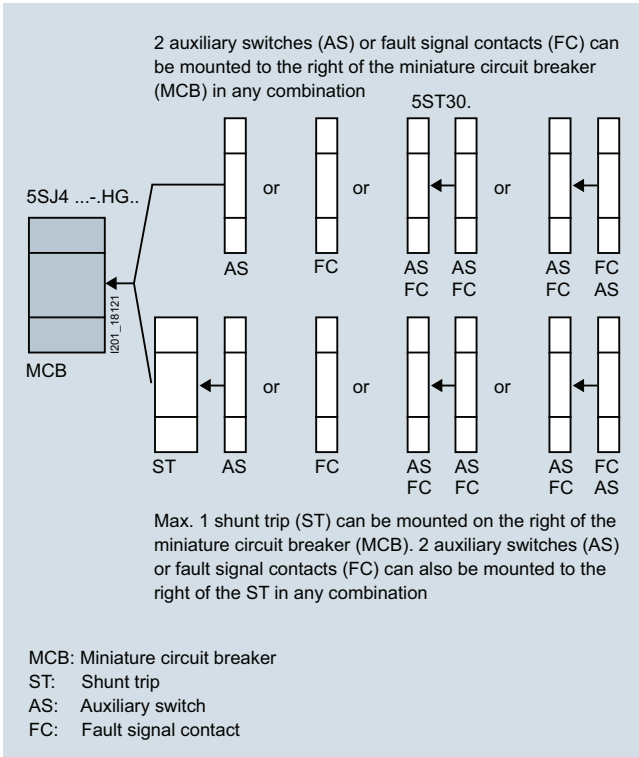 2 auxiliary switches (AS) or fault signal contacts (FC) can
be mounted to the right of the miniature circuit breaker
(MCB) in any combination
5ST30.
5SJ4 ...-.HG..
or or or
AS FC AS AS AS FC
FC FC FC AS
I201_18121
MCB
or or or
ST AS FC AS AS AS FC
FC FC FC AS
Max. 1 shunt trip (ST) can be mounted on the right of the
miniature circuit breaker (MCB). 2 auxiliary switches (AS)
or fault signal contacts (FC) can also be mounted to the
right of the ST in any combination
MCB: Miniature circuit breaker
ST: Shunt trip
AS: Auxiliary switch
FC: Fault signal contact